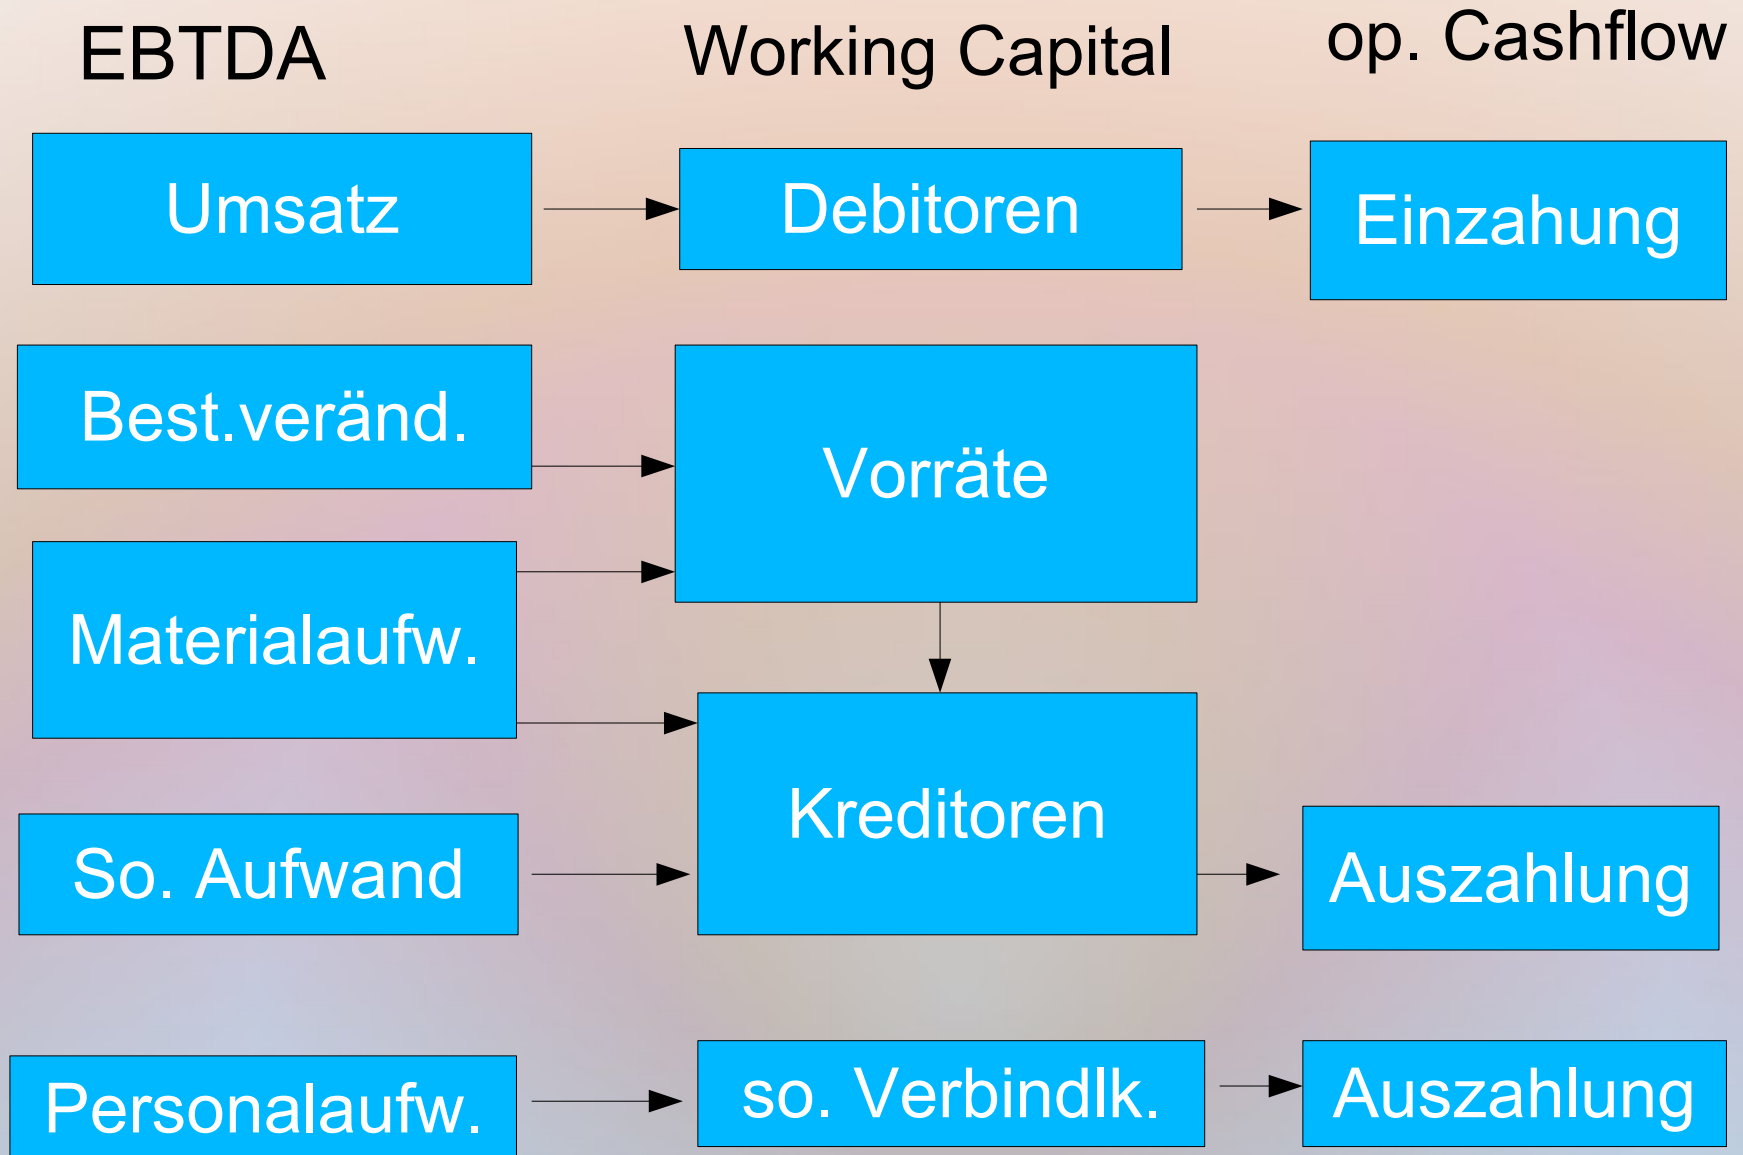 EBTDA
Working Capital
op. Cashflow
Umsatz
Debitoren
Einzahung
Best.veränd.
Vorräte
Materialaufw.
Kreditoren
So. Aufwand
Auszahlung
Personalaufw.
so. Verbindlk.
Auszahlung